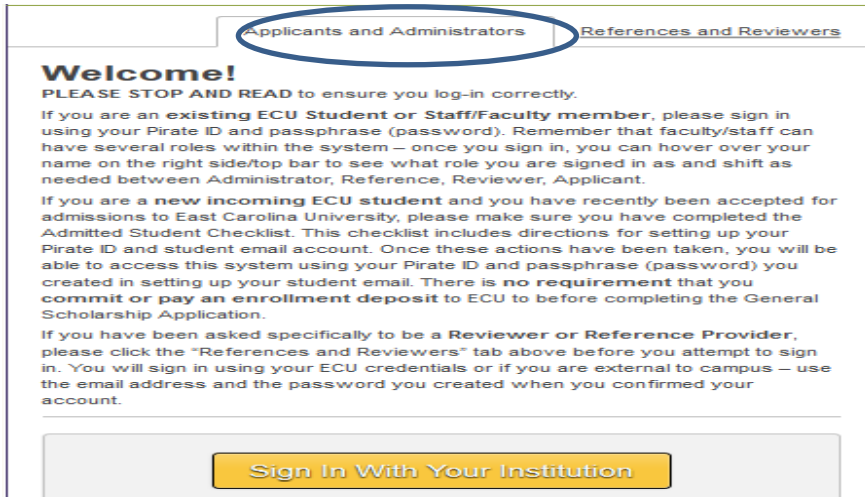 Applicants and Administrators References and Reviewers
Welcome!
PLEASE STOP AND READ to ensure you log-in correctly.
If you are an existing ECU Student or Staff/Faculty member, please sign in
using your Pirate ID and passphrase (password). Remember that faculty/staff can
have several roles within the system – once you sign in, you can hover over your
name on the right side/top bar to see what role you are signed in as and shift as
needed between Administrator, Reference, Reviewer, Applicant.
If you are a new incoming ECU student and you have recently been accepted for
admissions to East Carolina University, please make sure you have completed the
Admitted Student Checklist. This checklist includes directions for setting up your
Pirate ID and student email account. Once these actions have been taken, you will be
able to access this system using your Pirate ID and passphrase (password) you
created in setting up your student email. There is no requirement that you
commit or pay an enrollment deposit to ECU to before completing the General
Scholarship Application.
If you have been asked specifically to be a Reviewer or Reference Provider,
please click the "References and Reviewers" tab above before you attempt to sign
in. You will sign in using your ECU credentials or if you are external to campus – use
the email address and the password you created when you confirmed your
account.
Sign In With Your Institution